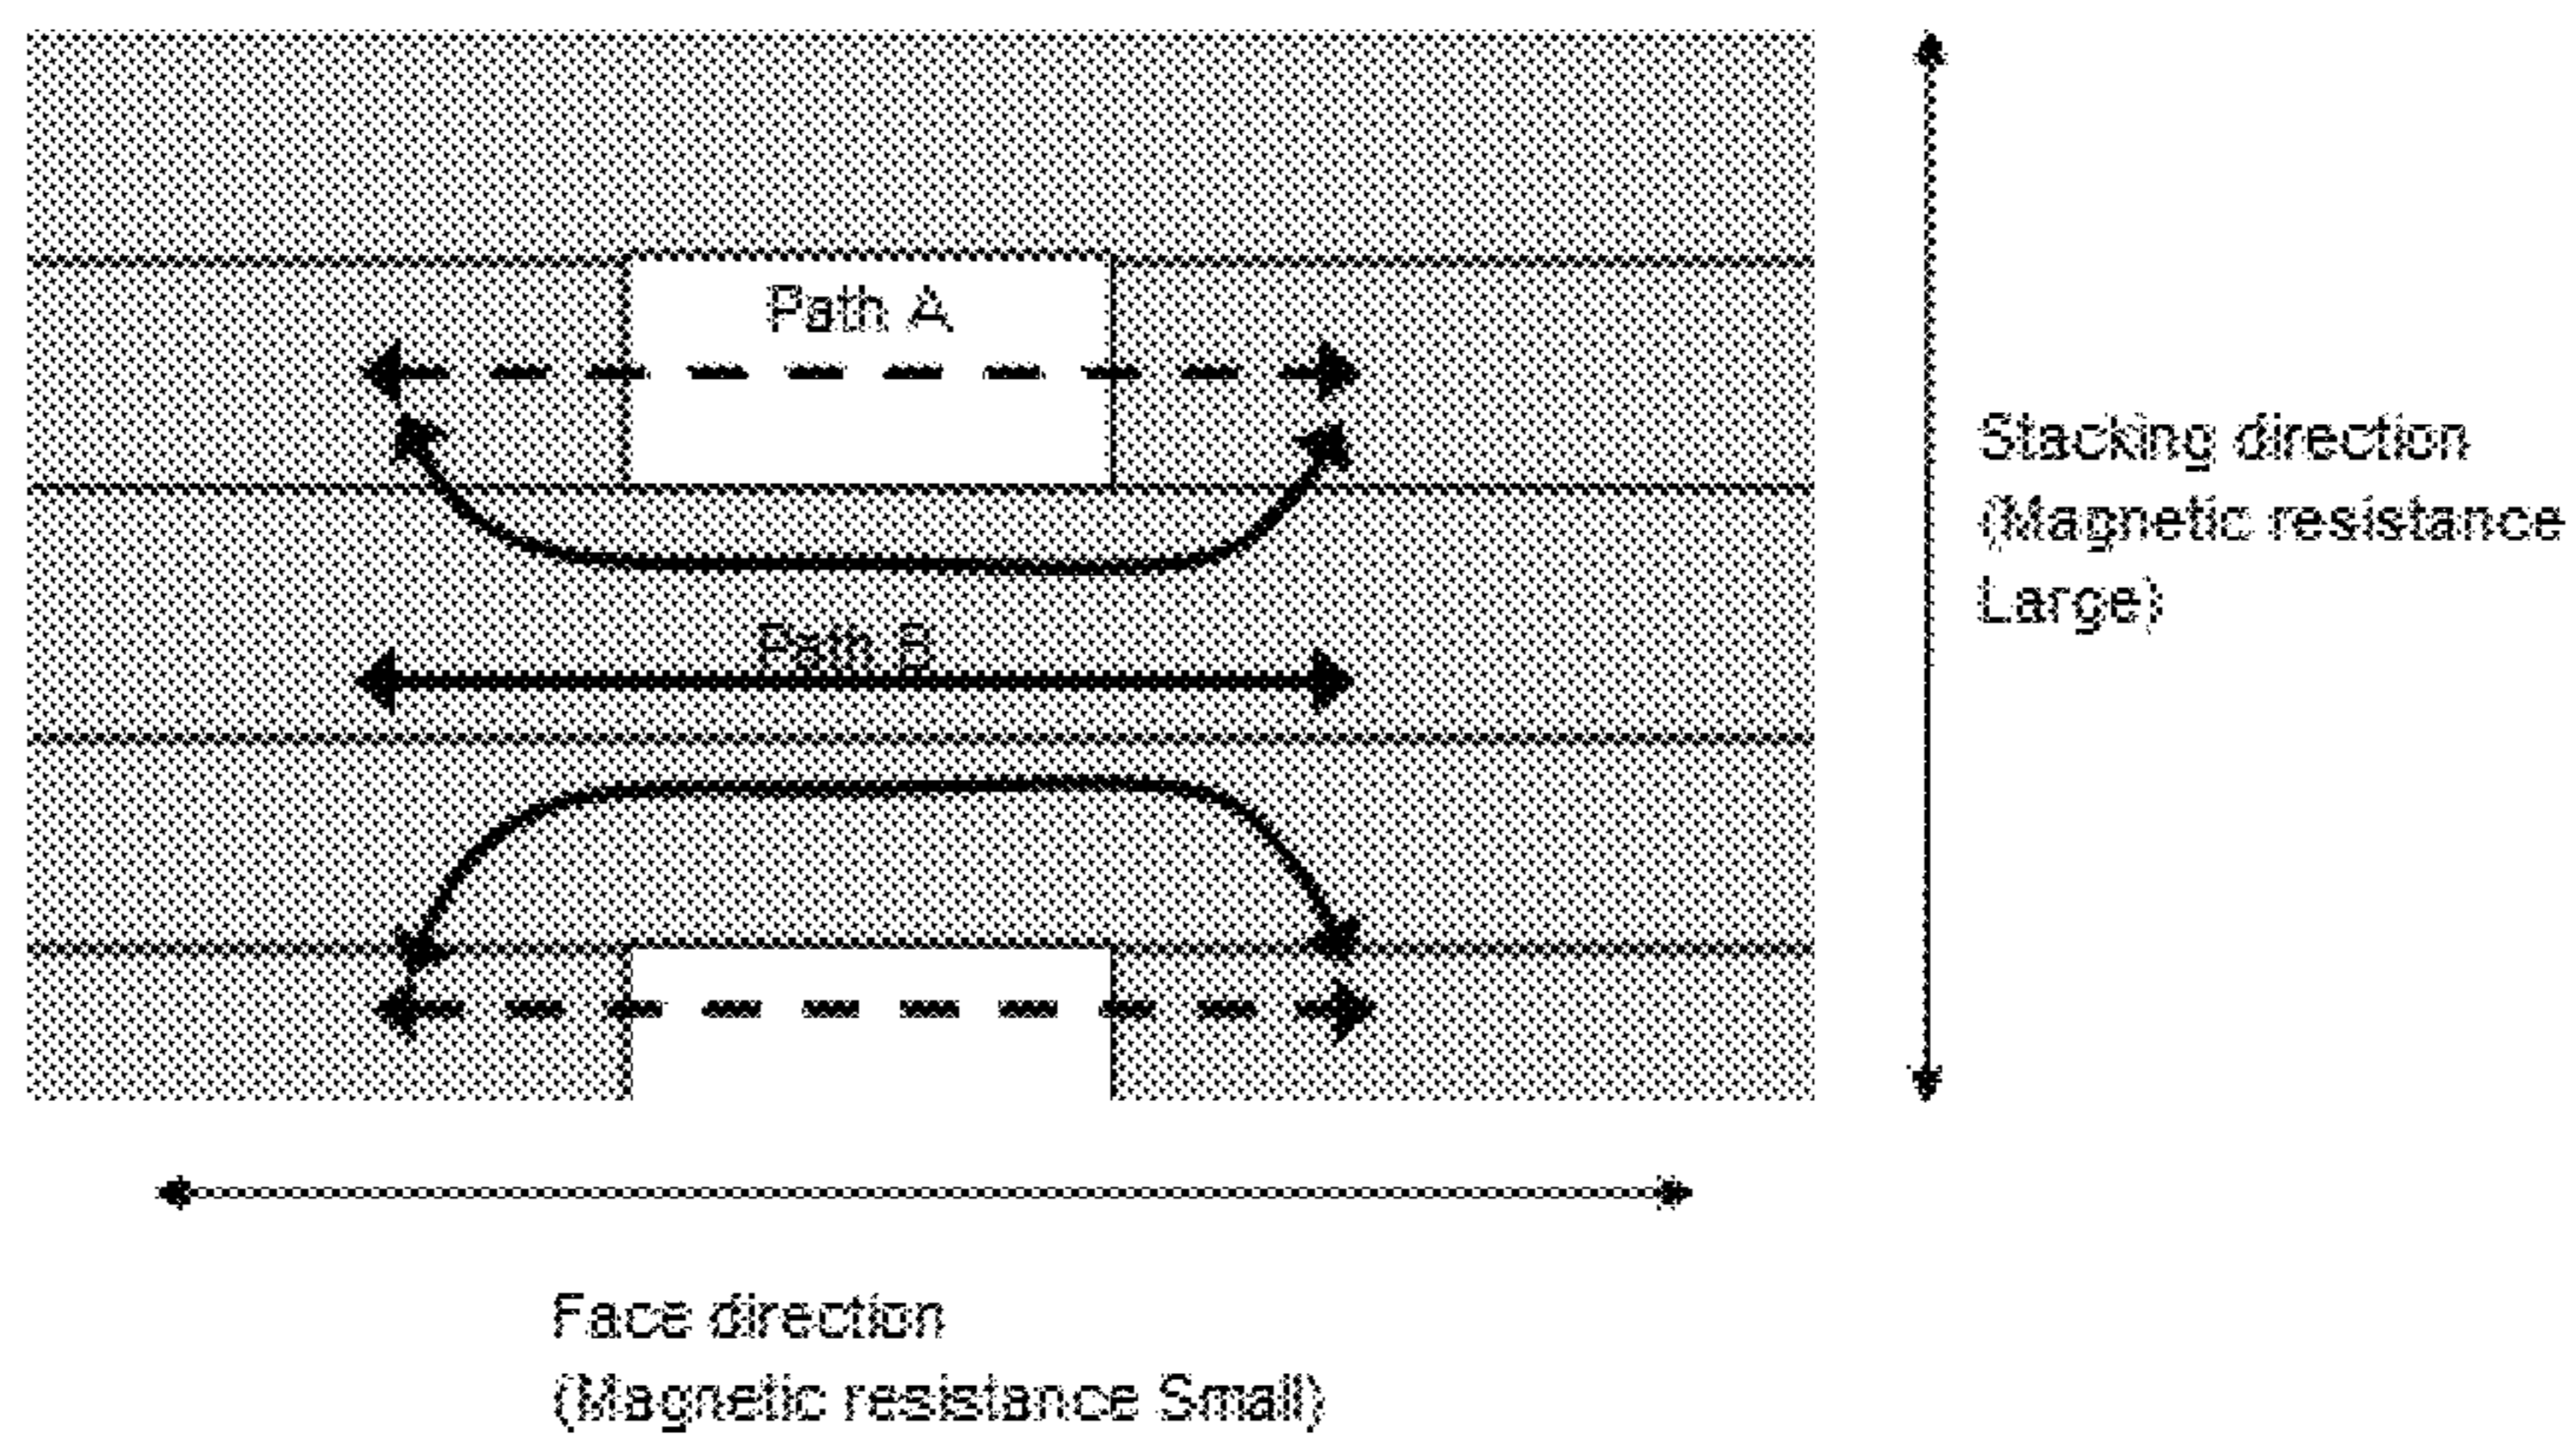 Path A
Stacking direction
(Magnetic resistance
Large)
Path B
Face direction
(Magnetic resistance Small)